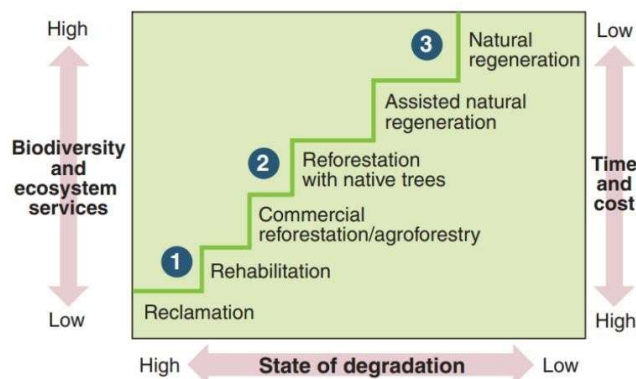 High
Biodiversity
and
ecosystem
services
Low
3
Natural
regeneration
Assisted natural
regeneration
2
Reforestation
with native trees
Commercial
reforestation/agroforestry
1
Rehabilitation
Reclamation
Low
Time
and
cost
High
High
State of degradation
Low